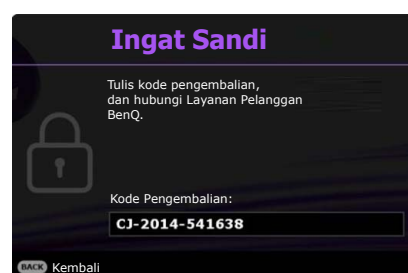 Ingat Sandi
Tulis kode pengembalian,
dan hubungi Layanan Pelanggan
BenQ.
Kode Pengembalian:
CJ-2014-541638
BACK Kembali